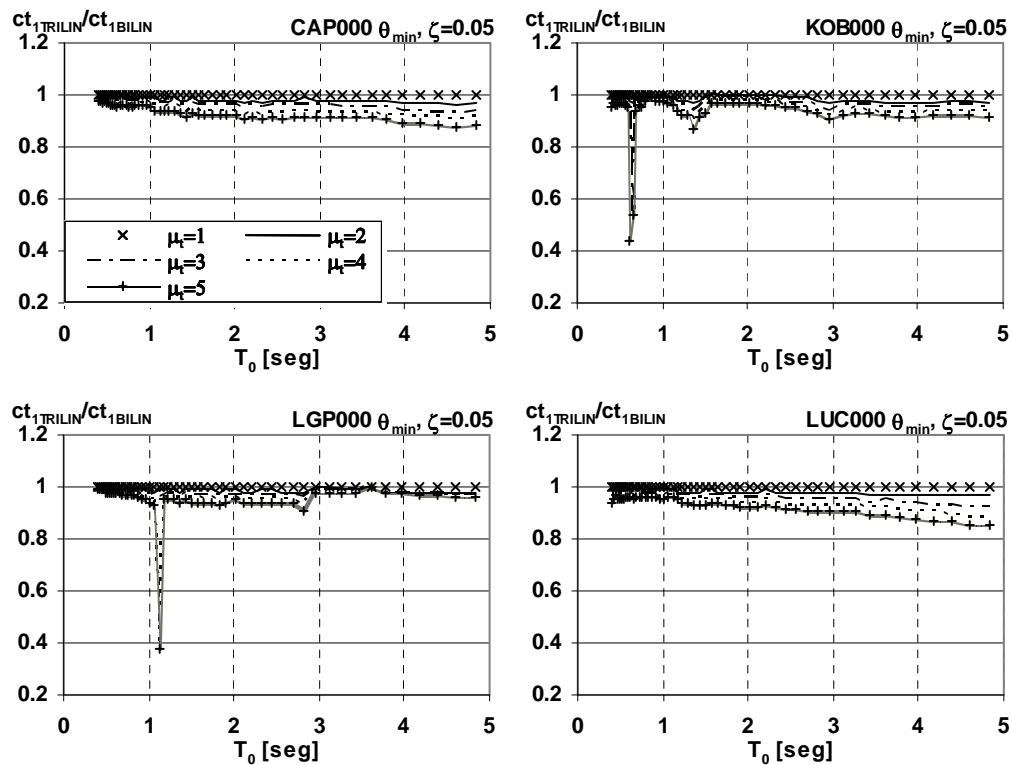 ct1TRILIN/ct1BILIN CAP000 θmin, ζ=0.05
1.2
1
0.8
0.6
0.4
0.2
μt=1 μt=2
μt=3 μt=4
μt=5
0 1 2 3 4 5
T0 [seg]
ct1TRILIN/ct1BILIN KOB000 θmin, ζ=0.05
1.2
1
0.8
0.6
0.4
0.2
0 1 2 3 4 5
T0 [seg]
ct1TRILIN/ct1BILIN LGP000 θmin, ζ=0.05
1.2
1
0.8
0.6
0.4
0.2
0 1 2 3 4 5
T0 [seg]
ct1TRILIN/ct1BILIN LUC000 θmin, ζ=0.05
1.2
1
0.8
0.6
0.4
0.2
0 1 2 3 4 5
T0 [seg]